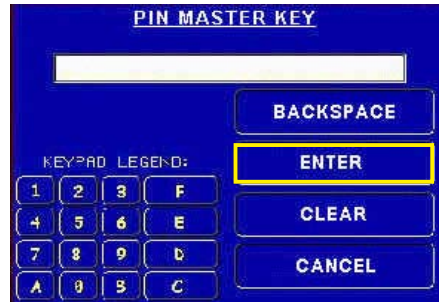 PIN MASTER KEY
BACKSPACE
KEYPAD LEGEND:
ENTER
1 2 3 F
4 5 6 E
CLEAR
7 8 9 D
A 0 B C
CANCEL